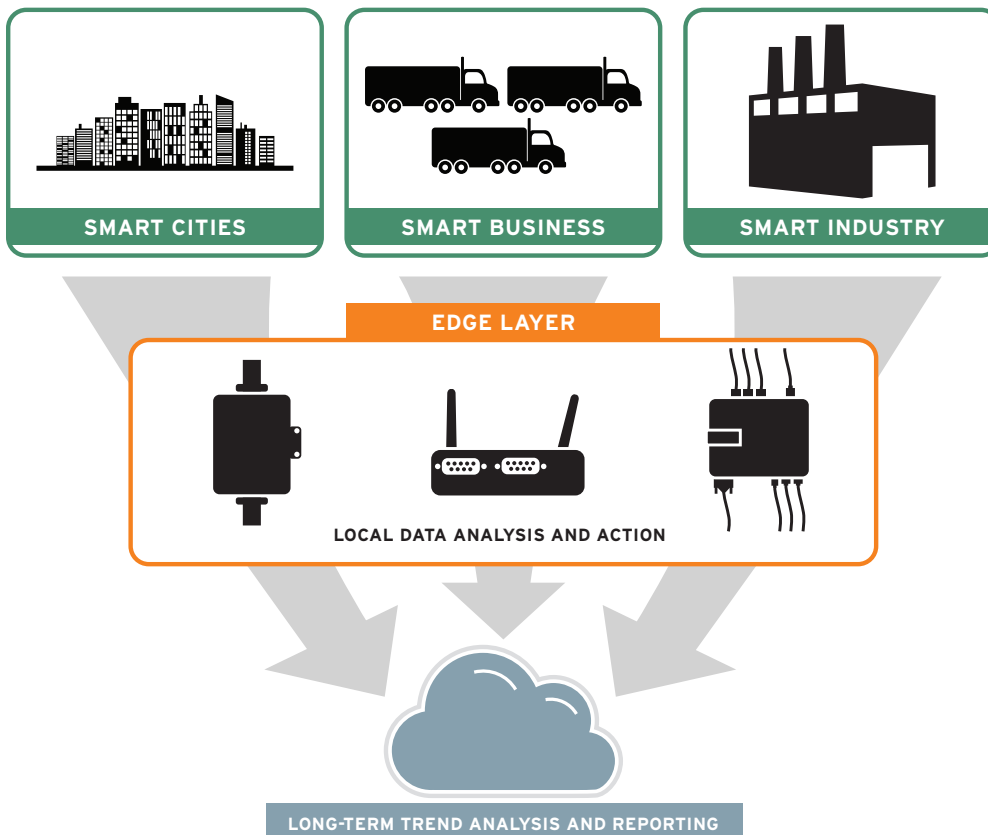 SMART CITIES
SMART BUSINESS
SMART INDUSTRY
EDGE LAYER
LOCAL DATA ANALYSIS AND ACTION
LONG-TERM TREND ANALYSIS AND REPORTING